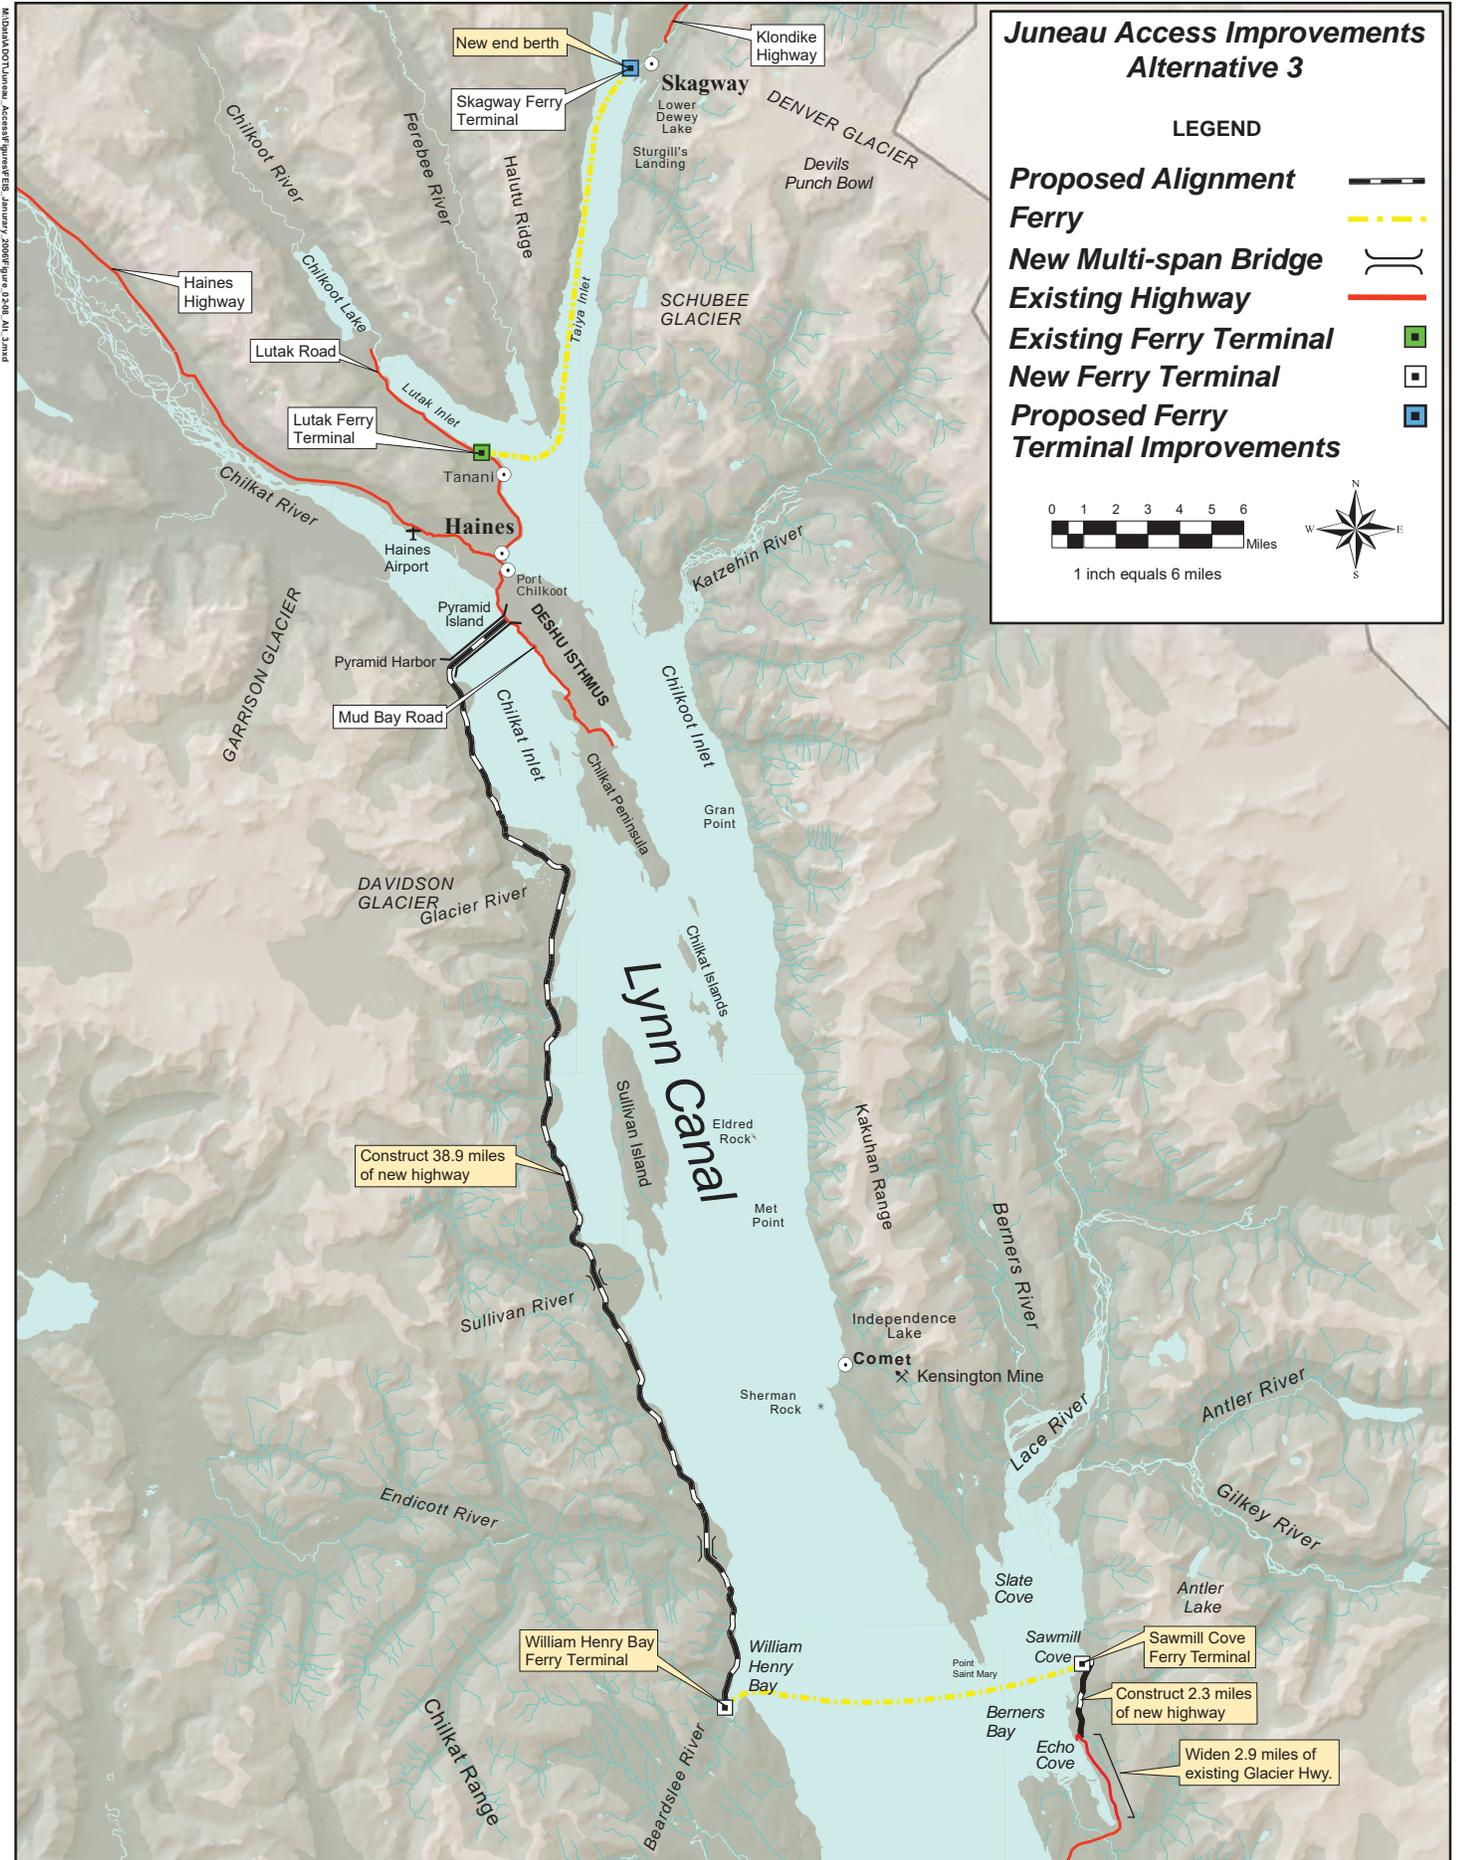 M:\Data\ADOT\Juneau_Access\Figures\FEIS_Janurary_2006\Figure_02-08_Alt_3.mxd
Juneau Access Improvements
Alternative 3
LEGEND
Proposed Alignment
Ferry
New Multi-span Bridge
Existing Highway
Existing Ferry Terminal
New Ferry Terminal
Proposed Ferry
Terminal Improvements
0 1 2 3 4 5 6
Miles
1 inch equals 6 miles
N
W
E
S
New end berth
Klondike
Highway
Skagway
Skagway Ferry
Terminal
Lower
Dewey
Lake
DENVER GLACIER
Sturgill's
Landing
Devils
Punch Bowl
Chilkoot River
Ferebee River
Halutu Ridge
Haines
Highway
Chilkoot Lake
Taiya Inlet
SCHUBEE
GLACIER
Lutak Road
Lutak Inlet
Lutak Ferry
Terminal
Tanani
Chilkat River
Haines
Haines
Airport
Port
Chilkoot
Katzehin River
Pyramid
Island
DESHU ISTHMUS
GARRISON GLACIER
Pyramid Harbor
Mud Bay Road
Chilkat Inlet
Chilkoot Inlet
Chilkat Peninsula
Gran
Point
DAVIDSON
GLACIER
Glacier River
Chilkat Islands
Lynn Canal
Sullivan Island
Eldred
Rock
Kakuhan Range
Construct 38.9 miles
of new highway
Met
Point
Berners River
Sullivan River
Independence
Lake
Comet
Kensington Mine
Sherman
Rock
Lace River
Antler River
Endicott River
Gilkey River
Slate
Cove
Antler
Lake
William Henry Bay
Ferry Terminal
William
Henry
Bay
Sawmill
Cove
Sawmill Cove
Ferry Terminal
Point
Saint Mary
Construct 2.3 miles
of new highway
Berners
Bay
Echo
Cove
Widen 2.9 miles of
existing Glacier Hwy.
Chilkat Range
Beardslee River